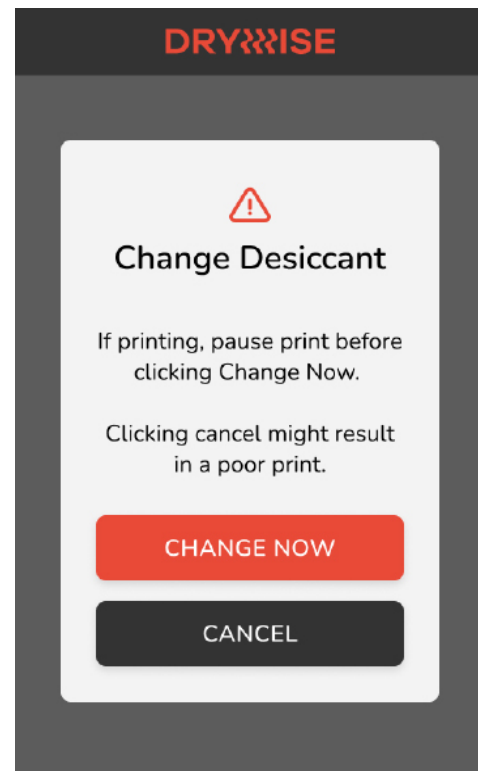 DRYWISE
Change Desiccant
If printing, pause print before
clicking Change Now.
Clicking cancel might result
in a poor print.
CHANGE NOW
CANCEL